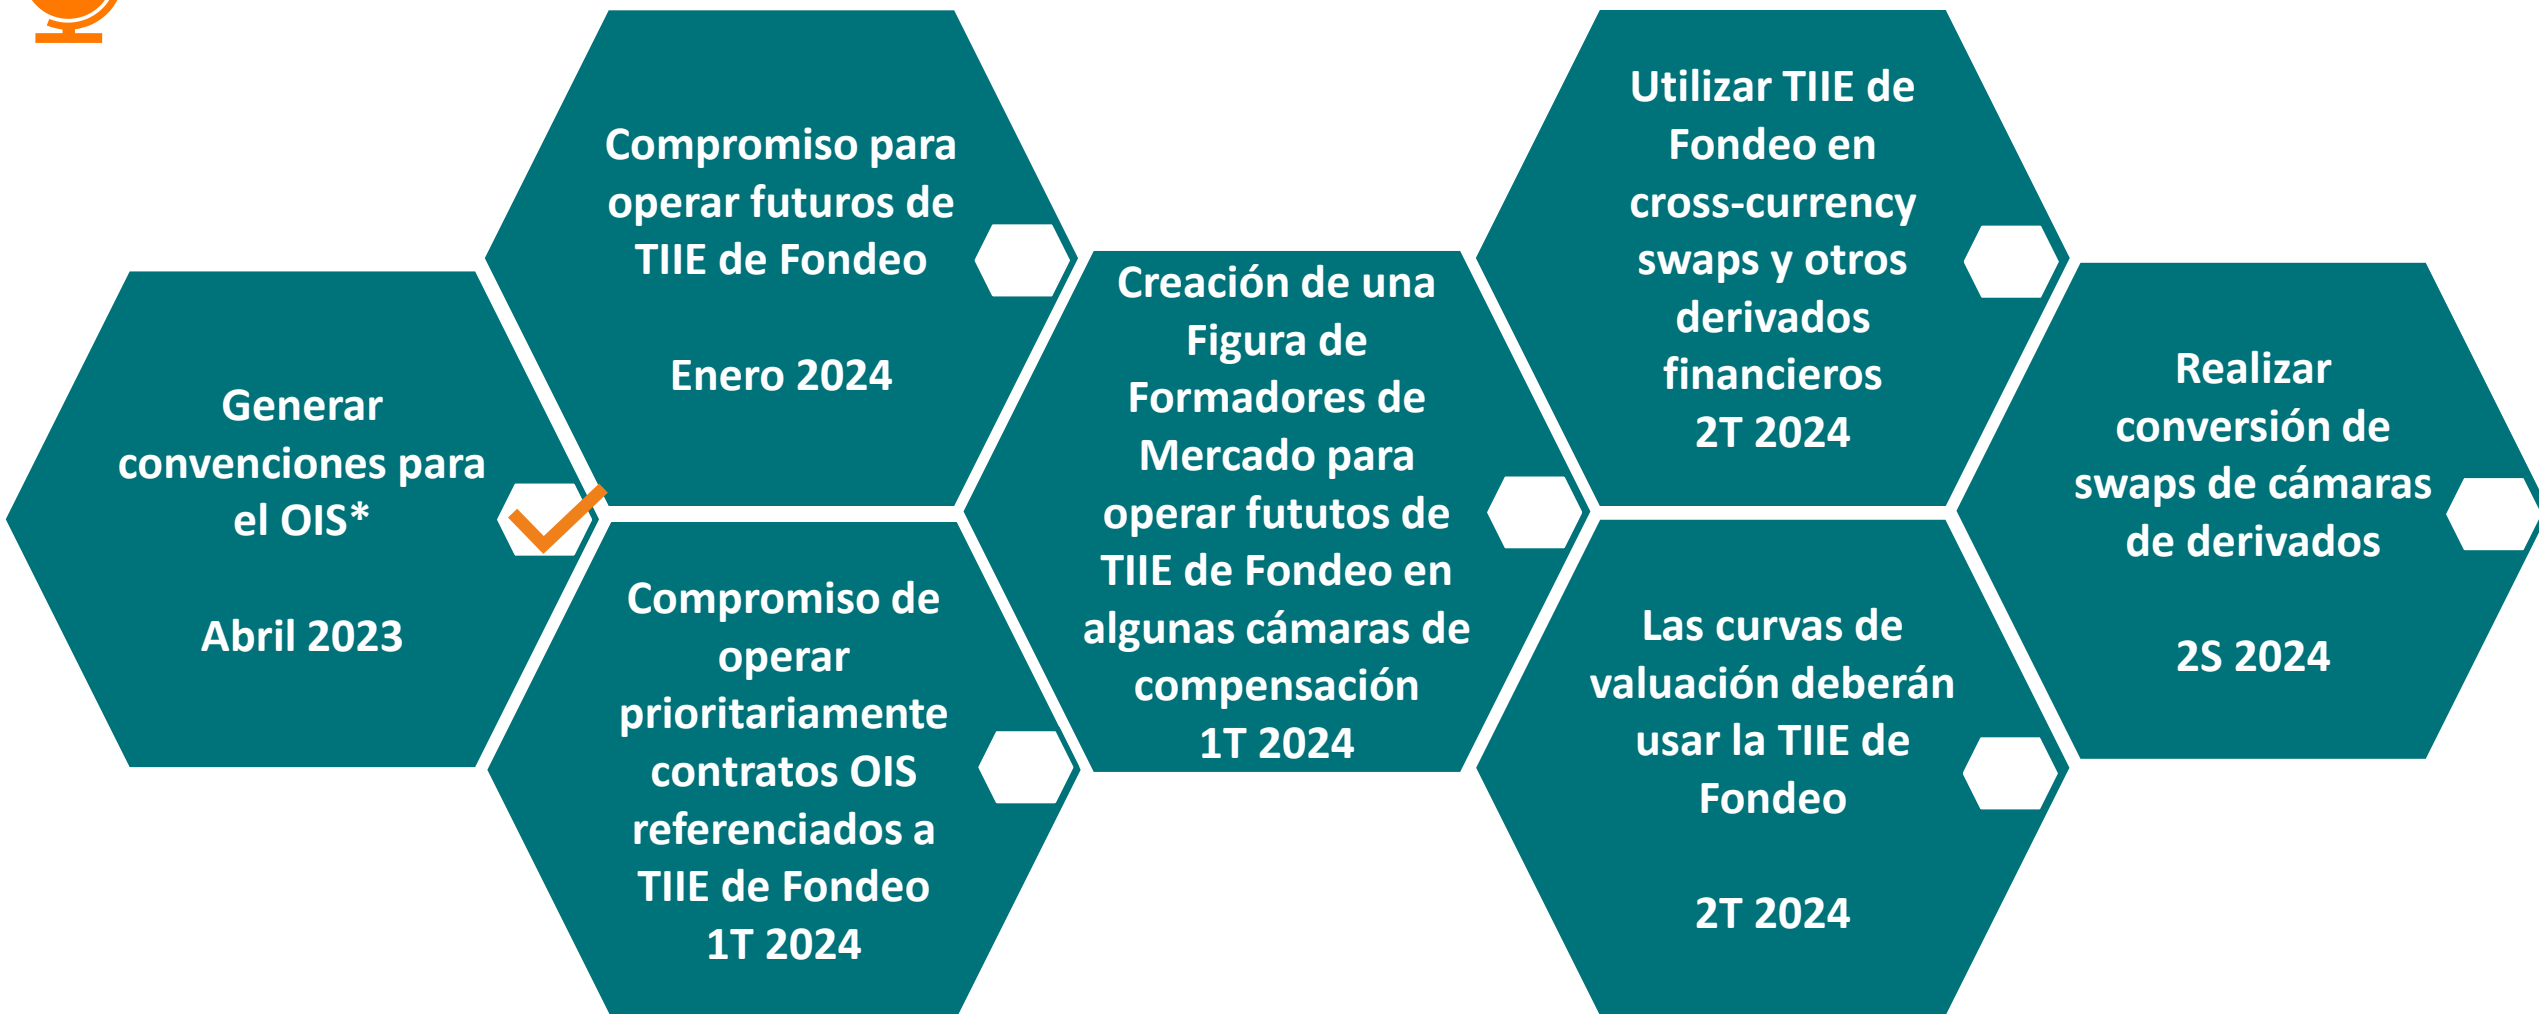 Generar
convenciones para
el OIS*
Abril 2023
Compromiso para
operar futuros de
TIIE de Fondeo
Enero 2024
Compromiso de
operar
prioritariamente
contratos OIS
referenciados a
TIIE de Fondeo
1T 2024
Creación de una
Figura de
Formadores de
Mercado para
operar fututos de
TIIE de Fondeo en
algunas cámaras de
compensación
1T 2024
Utilizar TIIE de
Fondeo en
cross-currency
swaps y otros
derivados
financieros
2T 2024
Las curvas de
valuación deberán
usar la TIIE de
Fondeo
2T 2024
Realizar
conversión de
swaps de cámaras
de derivados
2S 2024